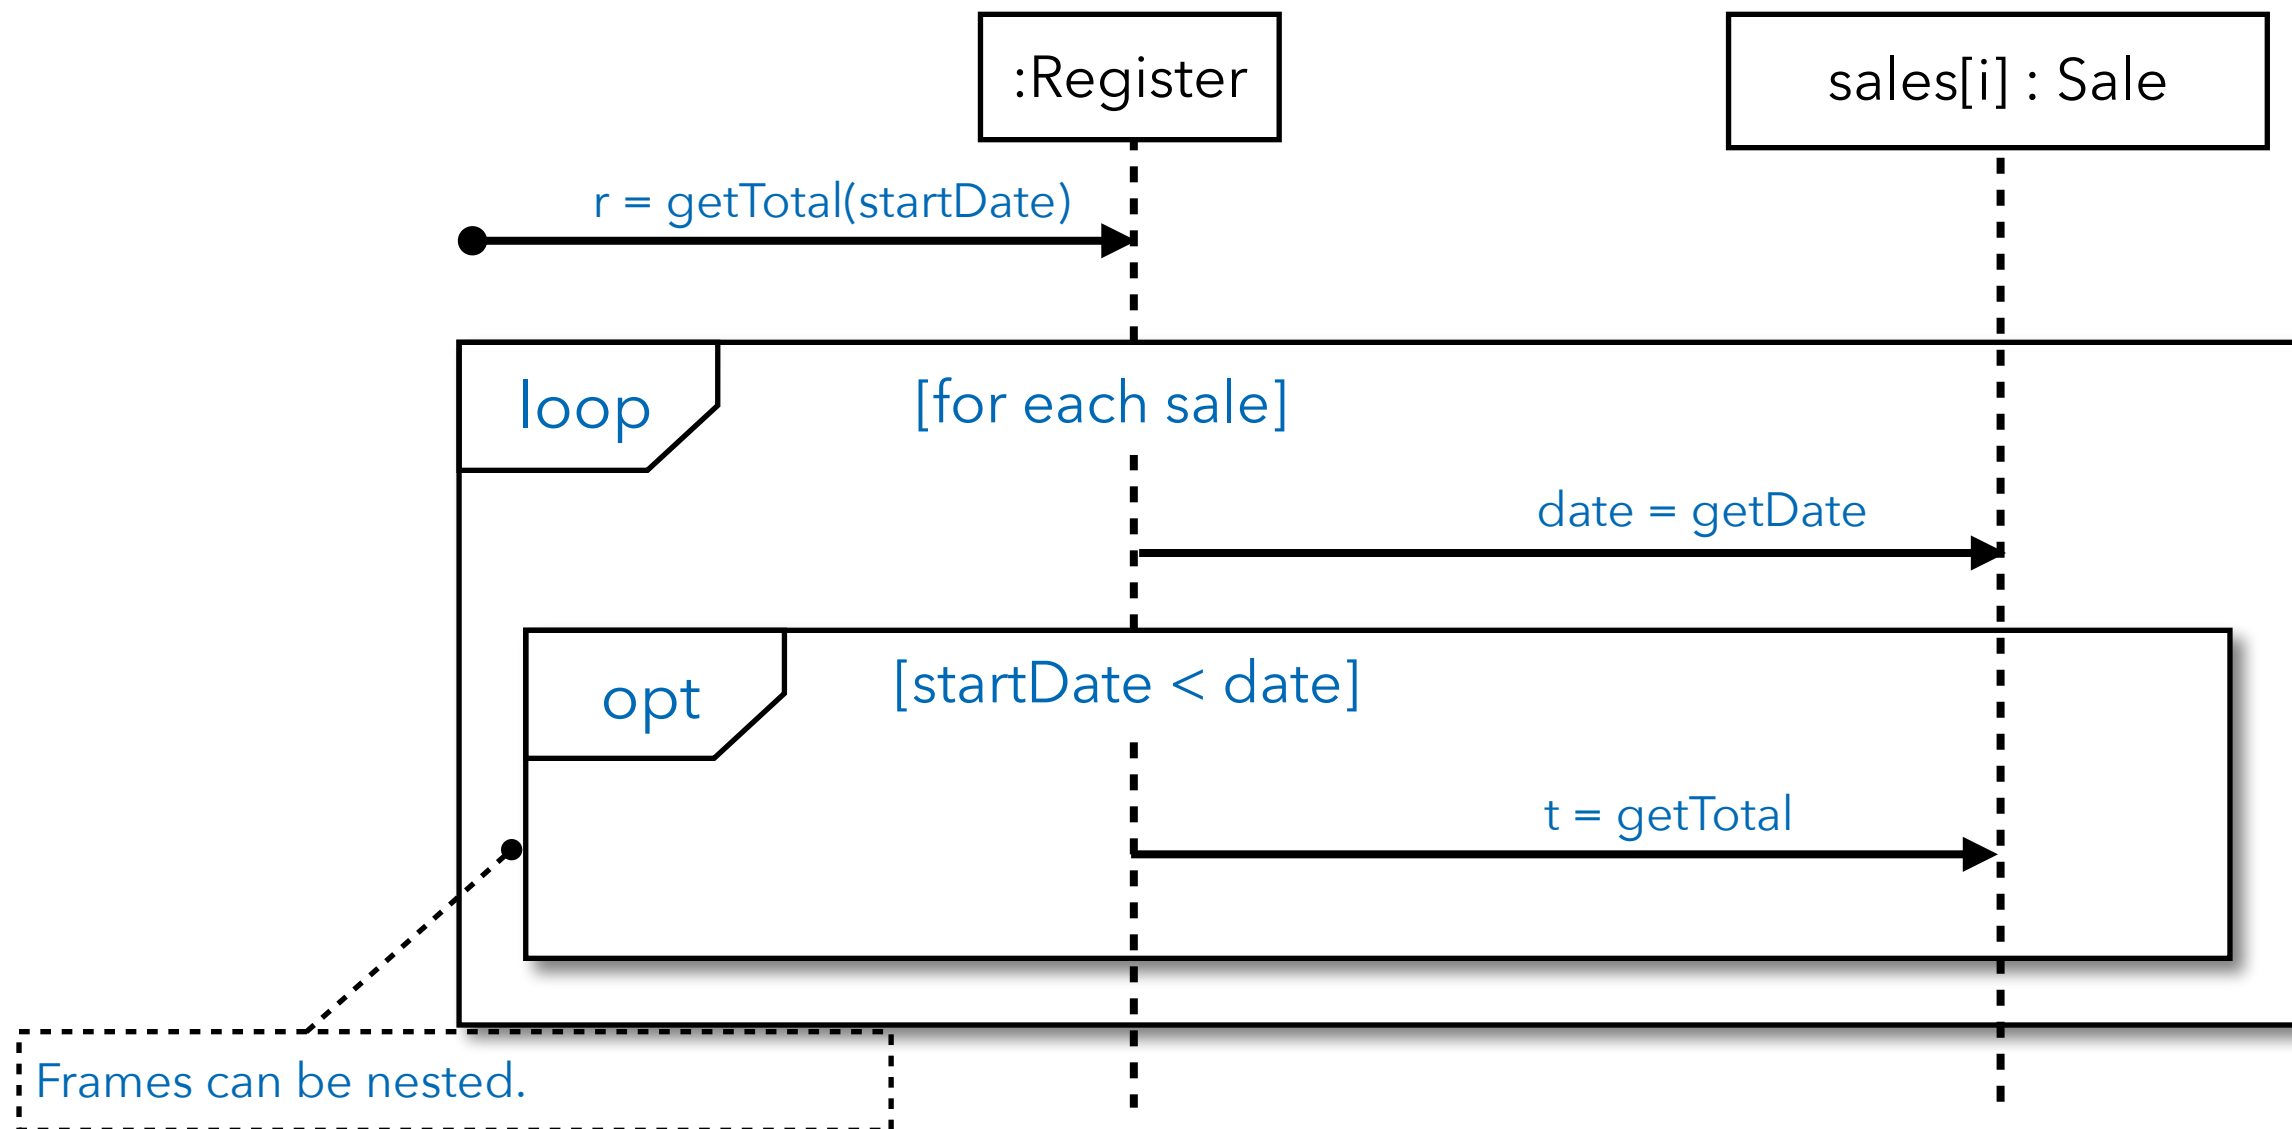 :Register
sales[i] : Sale
r = getTotal(startDate)
loop
[for each sale]
date = getDate
opt
[startDate < date]
t = getTotal
Frames can be nested.